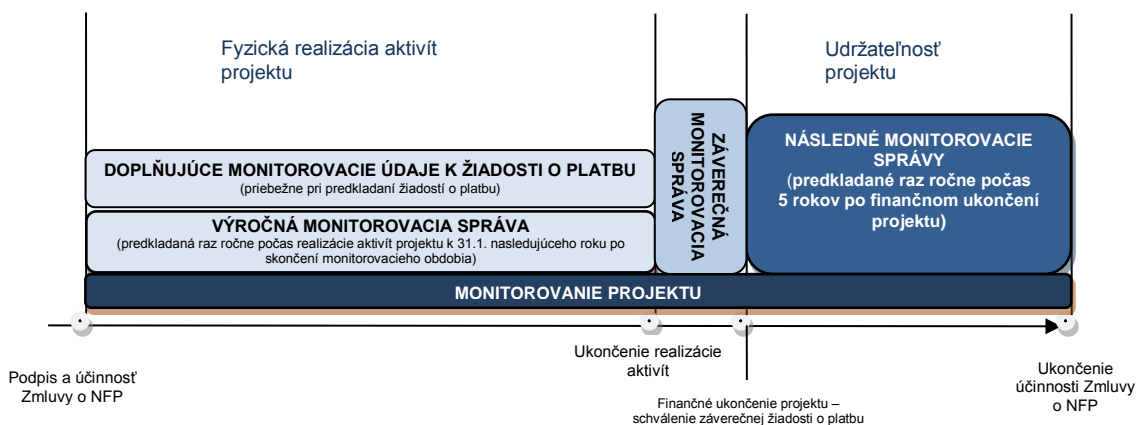 Fyzická realizácia aktivít
projektu
Udržateľnosť
projektu
DOPLŇUJÚCE MONITOROVACIE ÚDAJE K ŽIADOSTI O PLATBU
(priebežne pri predkladaní žiadostí o platbu)
VÝROČNÁ MONITOROVACIA SPRÁVA
(predkladaná raz ročne počas realizácie aktivít projektu k 31.1. nasledujúceho roku po
skončení monitorovacieho obdobia)
ZÁVEREČNÁ
MONITOROVACIA
SPRÁVA
NÁSLEDNÉ MONITOROVACIE
SPRÁVY
(predkladané raz ročne počas
5 rokov po finančnom ukončení
projektu)
MONITOROVANIE PROJEKTU
Podpis a účinnosť
Zmluvy o NFP
Ukončenie realizácie
aktivít
Finančné ukončenie projektu –
schválenie záverečnej žiadosti o platbu
Ukončenie
účinnosti Zmluvy
o NFP